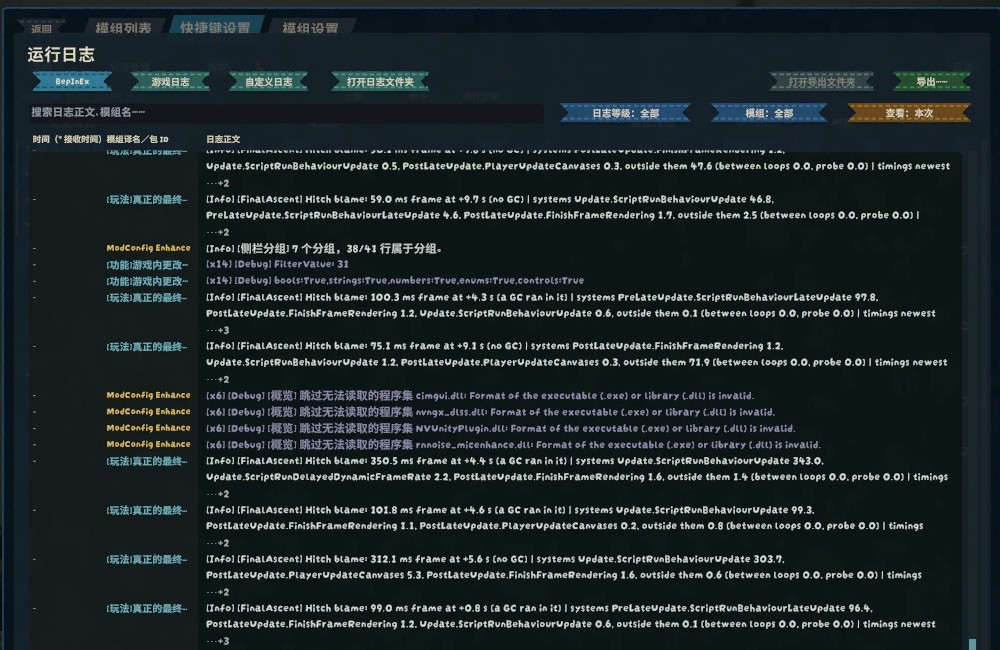 返回
模组列表
快捷键设置
模组设置
运行日志
BepInEx
游戏日志
自定义日志
打开日志文件夹
打开导出文件夹
导出……
搜索日志正文、模组名……
日志等级：全部
模组：全部
查看：本次
时间（*接收时间） 模组译名／包 ID 日志正文
Update.ScriptRunBehaviourUpdate 0.5, PostLateUpdate.PlayerUpdateCanvases 0.3, outside them 47.6 (between loops 0.0, probe 0.0) | timings newest
…+2
- [玩法]真正的最终… [Info] [FinalAscent] Hitch blame: 59.0 ms frame at +9.7 s (no GC) | systems Update.ScriptRunBehaviourUpdate 46.8,
PreLateUpdate.ScriptRunBehaviourUpdate 4.6, PostLateUpdate.FinishFrameRendering 1.7, outside them 2.5 (between loops 0.0, probe 0.0) |
…+2
- ModConfig Enhance [Info] [侧栏分组] 7 个分组，38/41 行属于分组。
- [功能]游戏内更改… [x14] [Debug] FilterValue: 31
- [功能]游戏内更改… [x14] [Debug] bools:True,strings:True,numbers:True,enums:True,controls:True
- [玩法]真正的最终… [Info] [FinalAscent] Hitch blame: 100.3 ms frame at +4.3 s (a GC ran in it) | systems PreLateUpdate.ScriptRunBehaviourLateUpdate 97.8,
PostLateUpdate.FinishFrameRendering 1.2, Update.ScriptRunBehaviourUpdate 0.6, outside them 0.1 (between loops 0.0, probe 0.0) | timings newest
…+3
- [玩法]真正的最终… [Info] [FinalAscent] Hitch blame: 75.1 ms frame at +9.1 s (no GC) | systems PostLateUpdate.FinishFrameRendering 1.2,
Update.ScriptRunBehaviourUpdate 1.2, PostLateUpdate.PlayerUpdateCanvases 0.3, outside them 71.9 (between loops 0.0, probe 0.0) | timings newest
…+2
- ModConfig Enhance [x6] [Debug] [概览] 跳过无法读取的程序集 cimgui.dll: Format of the executable (.exe) or library (.dll) is invalid.
- ModConfig Enhance [x6] [Debug] [概览] 跳过无法读取的程序集 nvngx_dlss.dll: Format of the executable (.exe) or library (.dll) is invalid.
- ModConfig Enhance [x6] [Debug] [概览] 跳过无法读取的程序集 NVUnityPlugin.dll: Format of the executable (.exe) or library (.dll) is invalid.
- ModConfig Enhance [x6] [Debug] [概览] 跳过无法读取的程序集 rnnoise_micenhance.dll: Format of the executable (.exe) or library (.dll) is invalid.
- [玩法]真正的最终… [Info] [FinalAscent] Hitch blame: 350.5 ms frame at +4.4 s (a GC ran in it) | systems Update.ScriptRunBehaviourUpdate 343.0,
Update.ScriptRunDelayedDynamicFrameRate 2.2, PostLateUpdate.FinishFrameRendering 1.6, outside them 1.4 (between loops 0.0, probe 0.0) | timings
…+2
- [玩法]真正的最终… [Info] [FinalAscent] Hitch blame: 101.8 ms frame at +4.6 s (a GC ran in it) | systems Update.ScriptRunBehaviourUpdate 99.3,
PostLateUpdate.FinishFrameRendering 1.1, PostLateUpdate.PlayerUpdateCanvases 0.2, outside them 0.8 (between loops 0.0, probe 0.0) | timings
…+2
- [玩法]真正的最终… [Info] [FinalAscent] Hitch blame: 312.1 ms frame at +5.6 s (no GC) | systems Update.ScriptRunBehaviourUpdate 303.7,
PostLateUpdate.PlayerUpdateCanvases 5.3, PostLateUpdate.FinishFrameRendering 1.6, outside them 0.6 (between loops 0.0, probe 0.0) | timings
…+2
- [玩法]真正的最终… [Info] [FinalAscent] Hitch blame: 99.0 ms frame at +0.8 s (a GC ran in it) | systems PreLateUpdate.ScriptRunBehaviourLateUpdate 96.4,
PostLateUpdate.FinishFrameRendering 1.2, Update.ScriptRunBehaviourUpdate 0.6, outside them 0.1 (between loops 0.0, probe 0.0) | timings newest
…+3